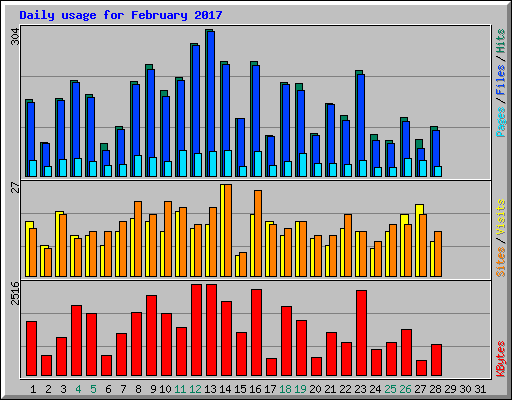 Daily usage for February 2017
304
Pages / Files / Hits
27
Sites / Visits
2516
KBytes
1 2 3 4 5 6 7 8 9 10 11 12 13 14 15 16 17 18 19 20 21 22 23 24 25 26 27 28 29 30 31